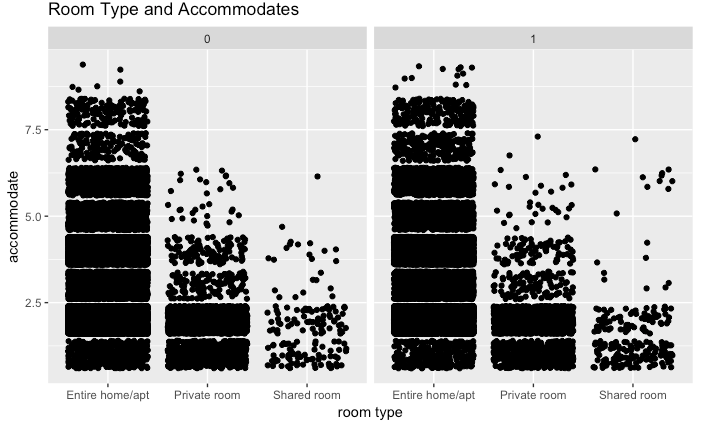 Room Type and Accommodates
0 1
7.5
5.0
2.5
accommodate
Entire home/apt Private room Shared room Entire home/apt Private room Shared room
room type